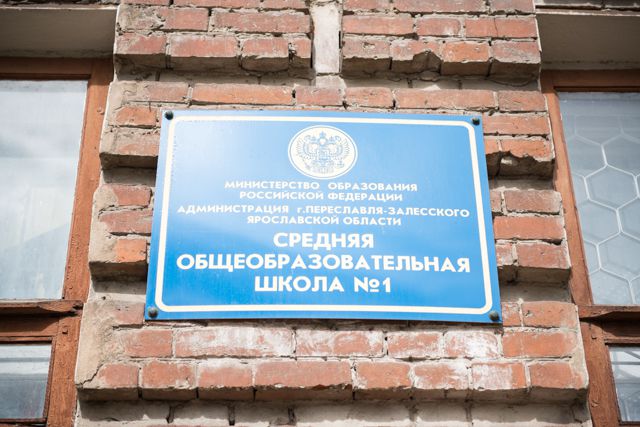 МИНИСТЕРСТВО ОБРАЗОВАНИЯ
РОССИЙСКОЙ ФЕДЕРАЦИИ
АДМИНИСТРАЦИЯ г.ПЕРЕСЛАВЛЯ-ЗАЛЕССКОГО
ЯРОСЛАВСКОЙ ОБЛАСТИ
СРЕДНЯЯ
ОБЩЕОБРАЗОВАТЕЛЬНАЯ
ШКОЛА №1